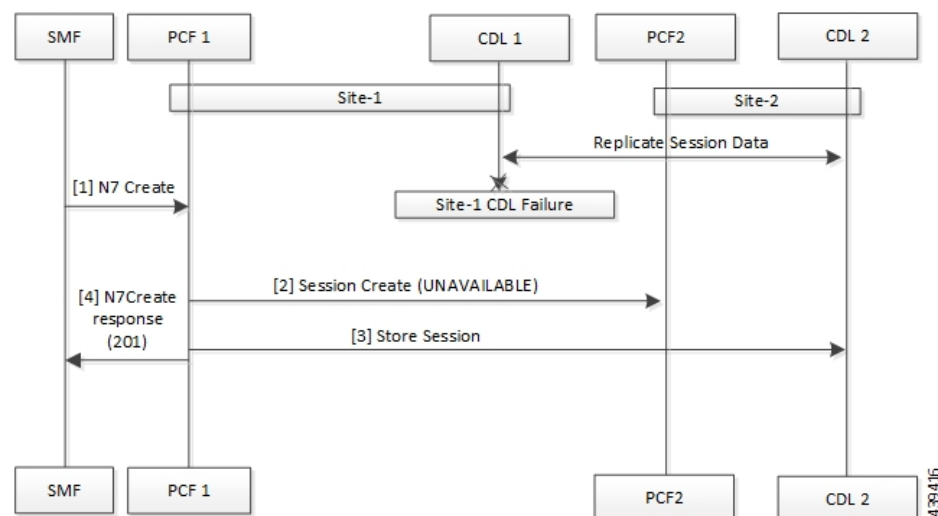 SMF
PCF 1
CDL 1
PCF2
CDL 2
Site-1
Site-2
Replicate Session Data
[1] N7 Create
Site-1 CDL Failure
[2] Session Create (UNAVAILABLE)
[4] N7Create
response
(201)
[3] Store Session
SMF
PCF 1
PCF2
CDL 2
439416